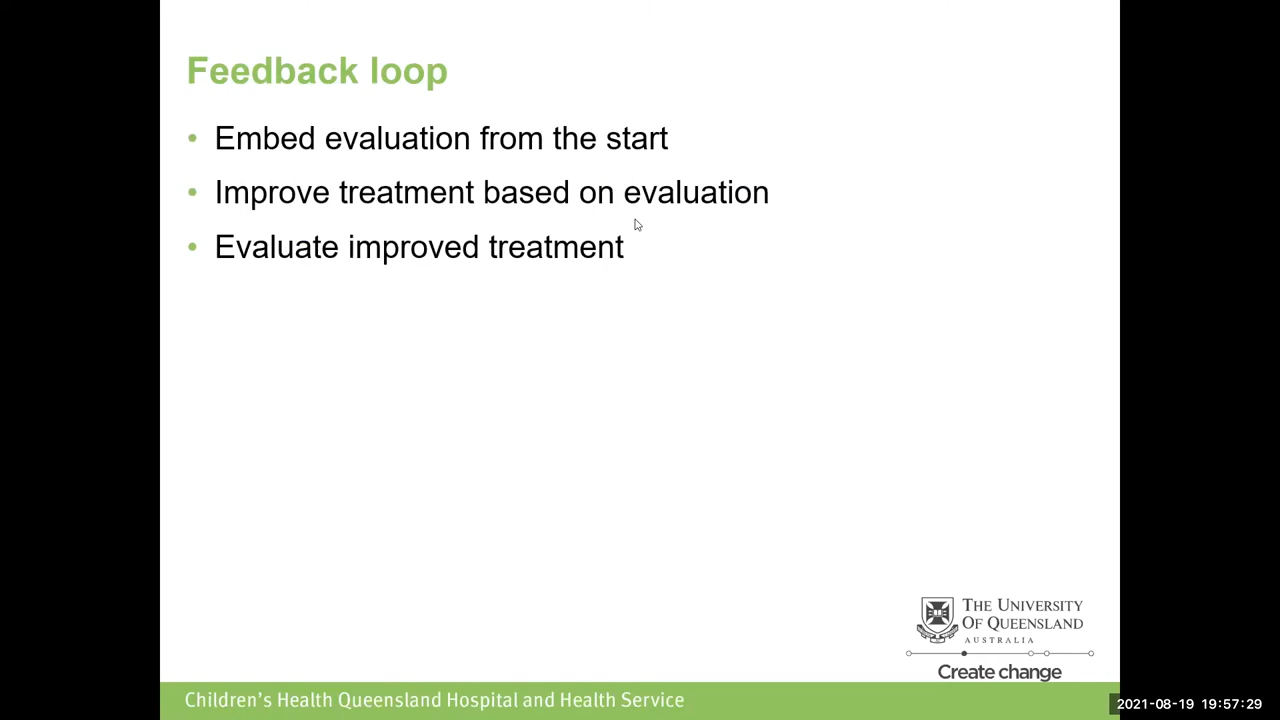 Feedback loop
• Embed evaluation from the start
• Improve treatment based on evaluation
• Evaluate improved treatment
THE UNIVERSITY
OF QUEENSLAND
AUSTRALIA
Create change
Children's Health Queensland Hospital and Health Service
2021-08-19 19:57:29